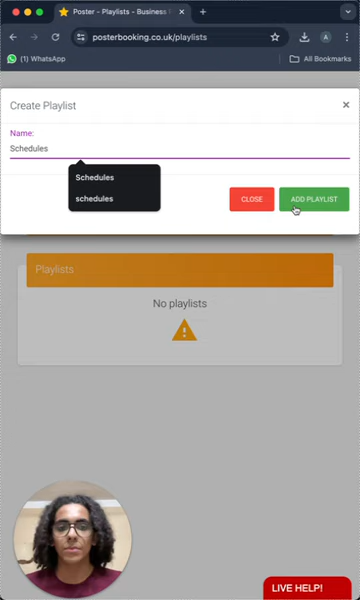 Poster - Playlists - Business
posterbooking.co.uk/playlists
A
(1) WhatsApp
All Bookmarks
Create Playlist
×
Name:
Schedules
Schedules
schedules
CLOSE
ADD PLAYLIST
Playlists
No playlists
LIVE HELP!